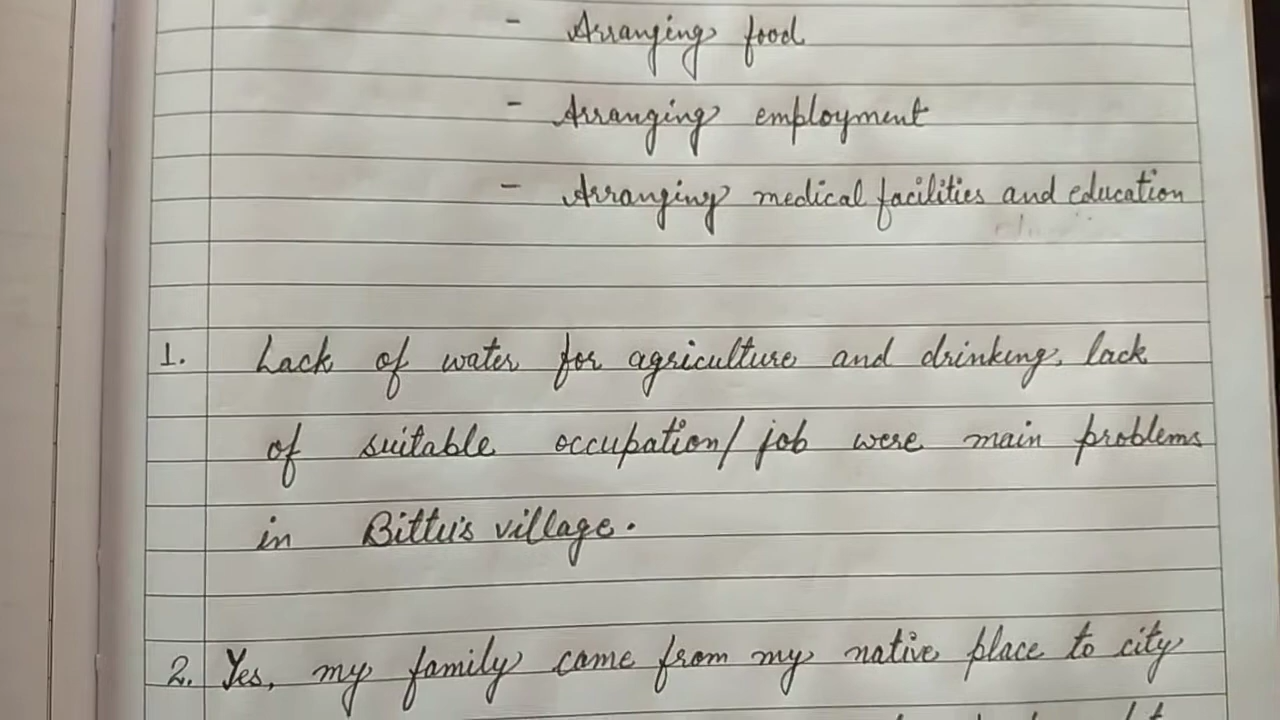 - Arranging food
- Arranging employment
- Arranging medical facilities and education
1. Lack of water for agriculture and drinking, lack
of suitable occupation/ job were main problems
in Bittu's village.
2. Yes, my family came from my native place to city